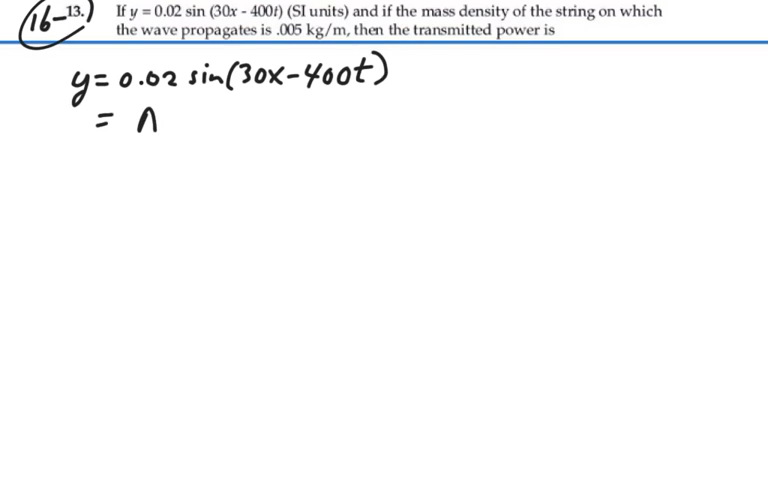 16-13.) If y = 0.02 sin (30x - 400t) (SI units) and if the mass density of the string on which
the wave propagates is .005 kg/m, then the transmitted power is
y = 0.02 sin(30x-400t)
= A